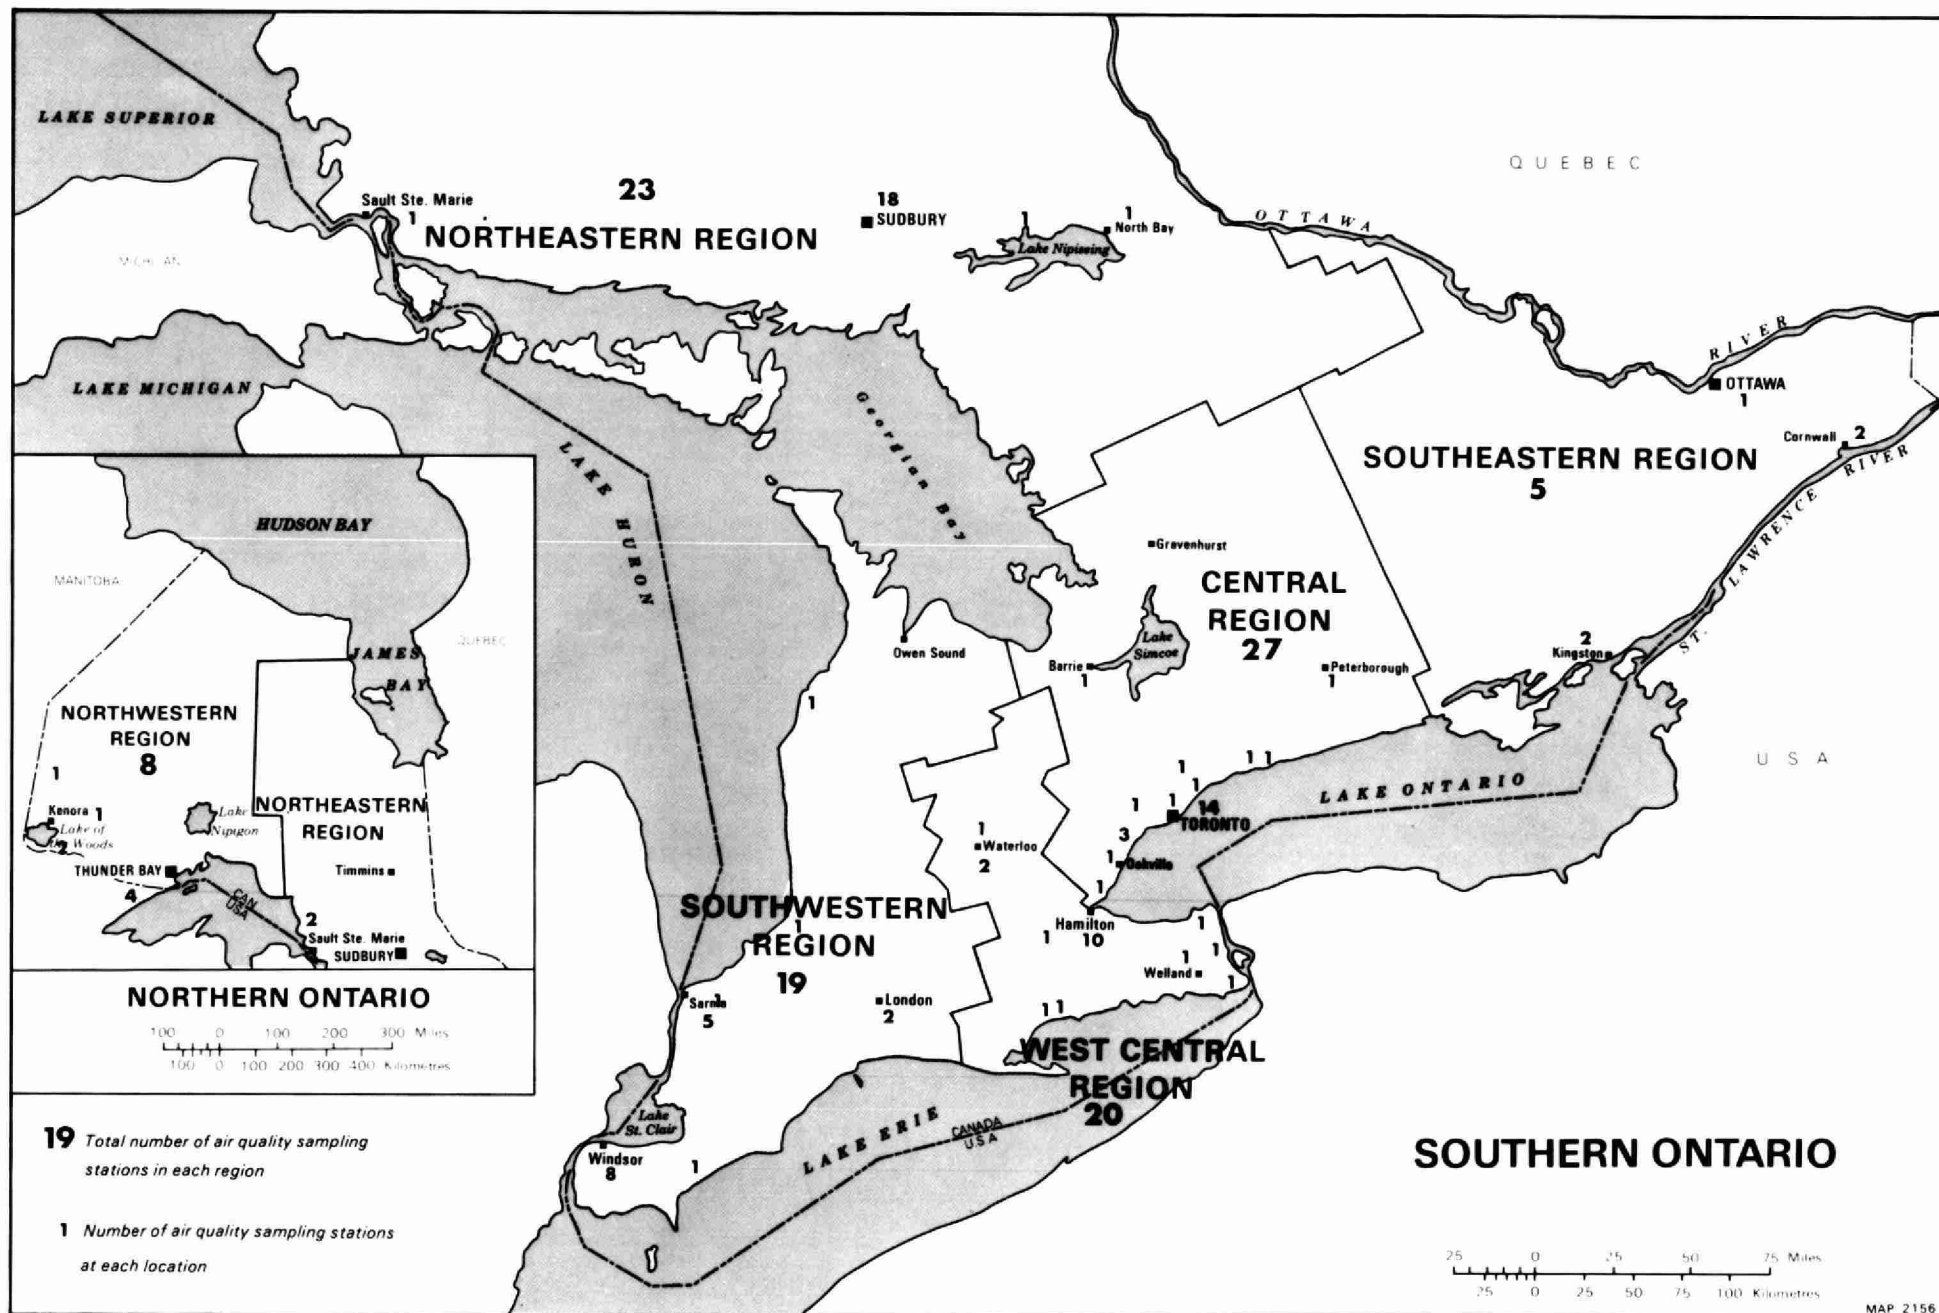 LAKE SUPERIOR
QUEBEC
23
NORTHEASTERN REGION
Sault Ste. Marie
1
18
SUDBURY
1
Lake Nipissing
1
North Bay
OTTAWA
RIVER
MICHIGAN
LAKE MICHIGAN
LAKE HURON
Georgian Bay
OTTAWA
1
Cornwall
2
SOUTHEASTERN REGION
5
ST. LAWRENCE RIVER
Gravenhurst
CENTRAL
REGION
27
Lake
Simcoe
Owen Sound
Barrie
1
Peterborough
1
2
Kingston
1
USA
LAKE ONTARIO
1
1
1
1
1
1
14
TORONTO
3
1
Oakville
1
Waterloo
2
1
Hamilton
10
1
1
1
1
Welland
1
SOUTHWESTERN
REGION
19
1
Sarnia
1
5
London
2
1 1
WEST CENTRAL
REGION
20
Lake
St. Clair
Windsor
8
1
LAKE ERIE
CANADA
U.S.A
HUDSON BAY
MANITOBA
QUEBEC
JAMES
BAY
NORTHWESTERN
REGION
8
1
Kenora
1
Lake of
the Woods
2
Lake
Nipigon
NORTHEASTERN
REGION
THUNDER BAY
4
Timmins
CAN
USA
2
Sault Ste. Marie
SUDBURY
NORTHERN ONTARIO
100 0 100 200 300 Miles
100 0 100 200 300 400 Kilometres
19 Total number of air quality sampling
stations in each region
1 Number of air quality sampling stations
at each location
SOUTHERN ONTARIO
25 0 25 50 75 Miles
25 0 25 50 75 100 Kilometres
MAP 2156